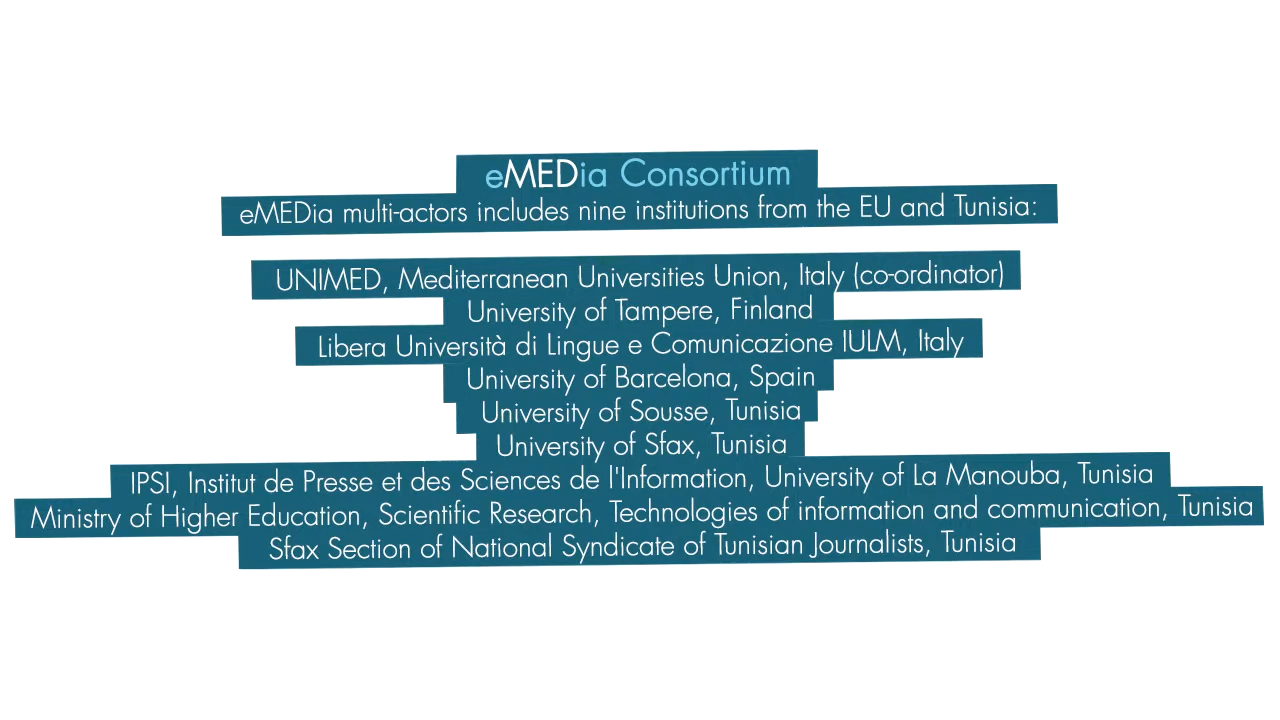 eMEDia Consortium
eMEDia multi-actors includes nine institutions from the EU and Tunisia:
UNIMED, Mediterranean Universities Union, Italy (co-ordinator)
University of Tampere, Finland
Libera Università di Lingue e Comunicazione IULM, Italy
University of Barcelona, Spain
University of Sousse, Tunisia
University of Sfax, Tunisia
IPSI, Institut de Presse et des Sciences de l'Information, University of La Manouba, Tunisia
Ministry of Higher Education, Scientific Research, Technologies of information and communication, Tunisia
Sfax Section of National Syndicate of Tunisian Journalists, Tunisia